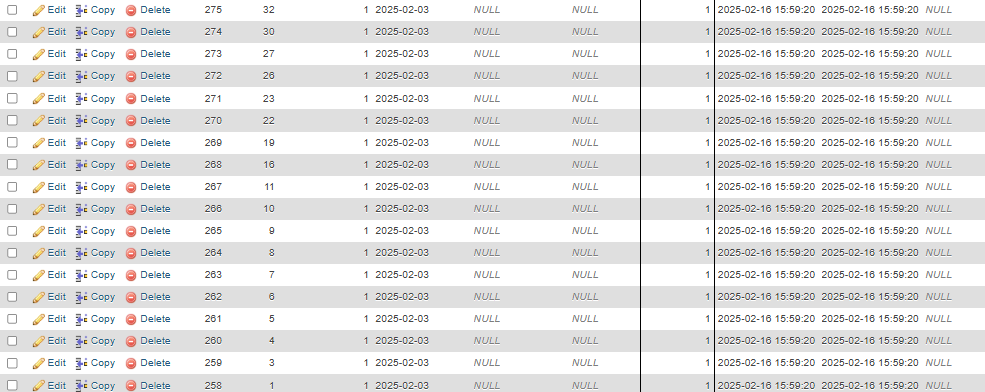 Edit Copy Delete 275 32 1 2025-02-03 NULL NULL 1 2025-02-16 15:59:20 2025-02-16 15:59:20 NULL
Edit Copy Delete 274 30 1 2025-02-03 NULL NULL 1 2025-02-16 15:59:20 2025-02-16 15:59:20 NULL
Edit Copy Delete 273 27 1 2025-02-03 NULL NULL 1 2025-02-16 15:59:20 2025-02-16 15:59:20 NULL
Edit Copy Delete 272 26 1 2025-02-03 NULL NULL 1 2025-02-16 15:59:20 2025-02-16 15:59:20 NULL
Edit Copy Delete 271 23 1 2025-02-03 NULL NULL 1 2025-02-16 15:59:20 2025-02-16 15:59:20 NULL
Edit Copy Delete 270 22 1 2025-02-03 NULL NULL 1 2025-02-16 15:59:20 2025-02-16 15:59:20 NULL
Edit Copy Delete 269 19 1 2025-02-03 NULL NULL 1 2025-02-16 15:59:20 2025-02-16 15:59:20 NULL
Edit Copy Delete 268 16 1 2025-02-03 NULL NULL 1 2025-02-16 15:59:20 2025-02-16 15:59:20 NULL
Edit Copy Delete 267 11 1 2025-02-03 NULL NULL 1 2025-02-16 15:59:20 2025-02-16 15:59:20 NULL
Edit Copy Delete 266 10 1 2025-02-03 NULL NULL 1 2025-02-16 15:59:20 2025-02-16 15:59:20 NULL
Edit Copy Delete 265 9 1 2025-02-03 NULL NULL 1 2025-02-16 15:59:20 2025-02-16 15:59:20 NULL
Edit Copy Delete 264 8 1 2025-02-03 NULL NULL 1 2025-02-16 15:59:20 2025-02-16 15:59:20 NULL
Edit Copy Delete 263 7 1 2025-02-03 NULL NULL 1 2025-02-16 15:59:20 2025-02-16 15:59:20 NULL
Edit Copy Delete 262 6 1 2025-02-03 NULL NULL 1 2025-02-16 15:59:20 2025-02-16 15:59:20 NULL
Edit Copy Delete 261 5 1 2025-02-03 NULL NULL 1 2025-02-16 15:59:20 2025-02-16 15:59:20 NULL
Edit Copy Delete 260 4 1 2025-02-03 NULL NULL 1 2025-02-16 15:59:20 2025-02-16 15:59:20 NULL
Edit Copy Delete 259 3 1 2025-02-03 NULL NULL 1 2025-02-16 15:59:20 2025-02-16 15:59:20 NULL
Edit Copy Delete 258 1 1 2025-02-03 NULL NULL 1 2025-02-16 15:59:20 2025-02-16 15:59:20 NULL